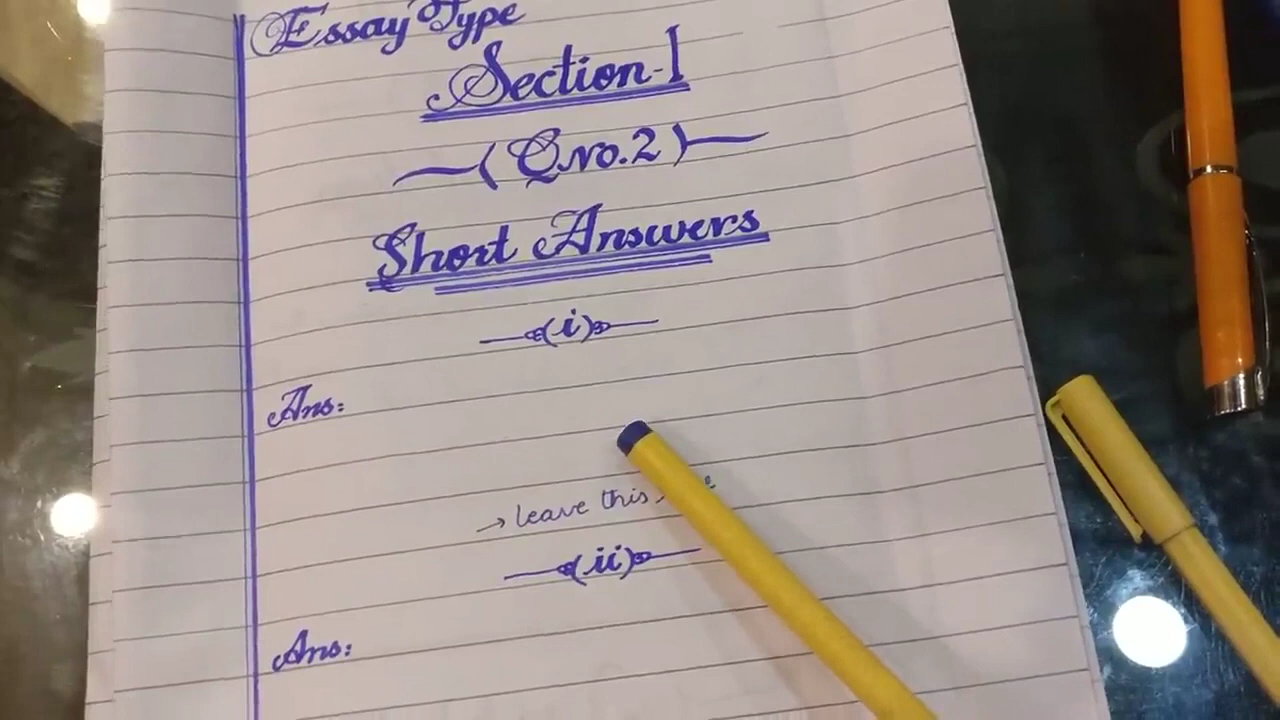 Essay Type
Section-I
(Q.No.2)
Short Answers
(i)
Ans:
→ leave this
(ii)
Ans: